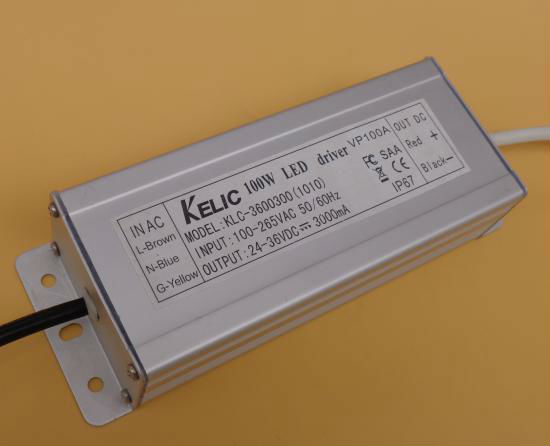 IN AC
L-Brown
N-Blue
G-Yellow
KELIC 100W LED driver VP100A
MODEL: KLC-3600300 (1010)
INPUT: 100-265VAC 50/60Hz
OUTPUT: 24-36VDC ⎓ 3000mA
FC SAA
CE
IP67
OUT DC
Red +
Black -